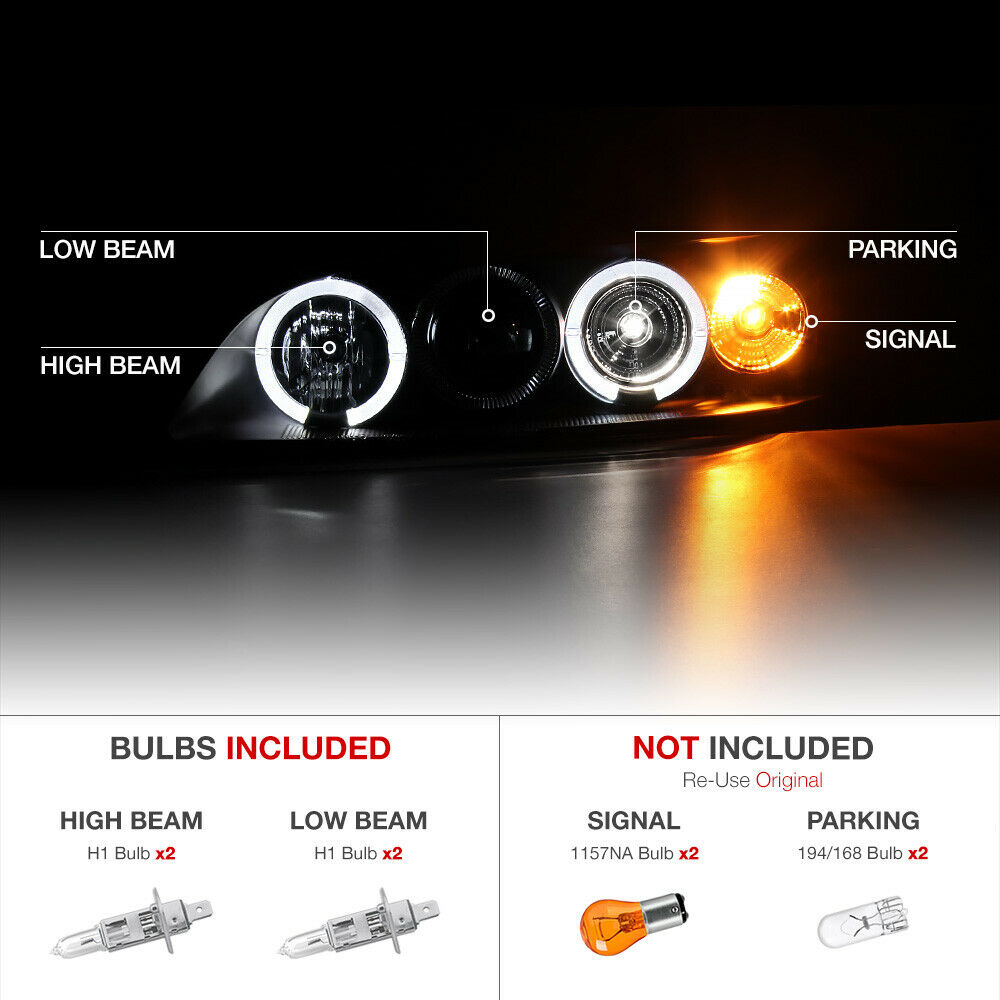 LOW BEAM
PARKING
HIGH BEAM
SIGNAL
BULBS INCLUDED
NOT INCLUDED
Re-Use Original
HIGH BEAM
H1 Bulb x2
LOW BEAM
H1 Bulb x2
SIGNAL
1157NA Bulb x2
PARKING
194/168 Bulb x2